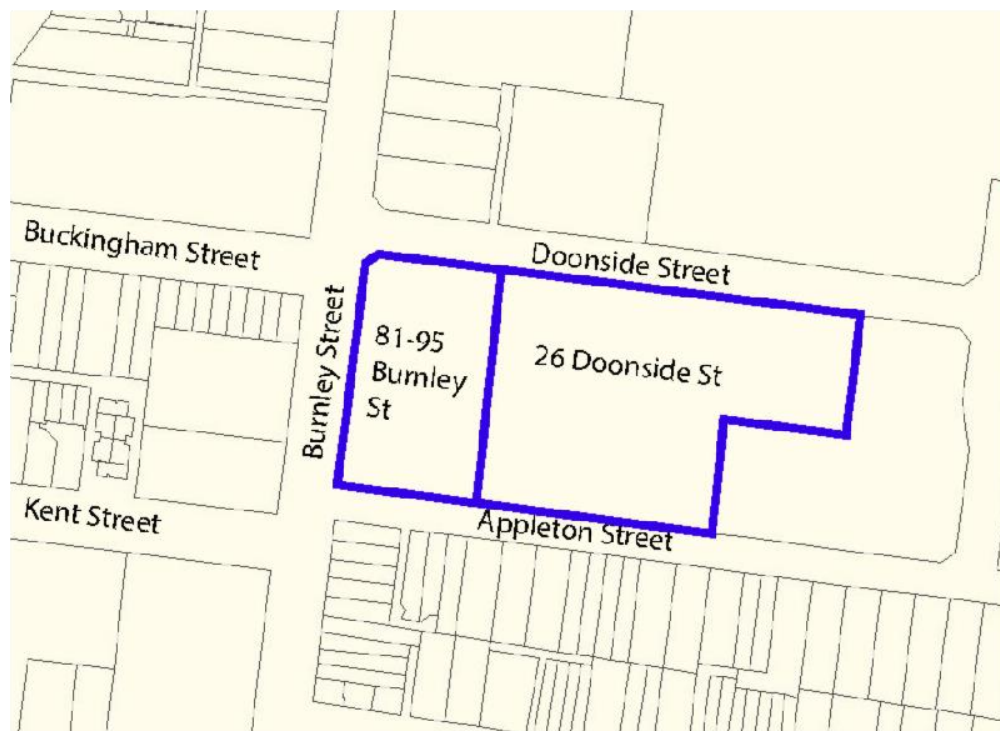 Buckingham Street
Doonside Street
Burnley Street
81-95
Burnley
St
26 Doonside St
Kent Street
Appleton Street